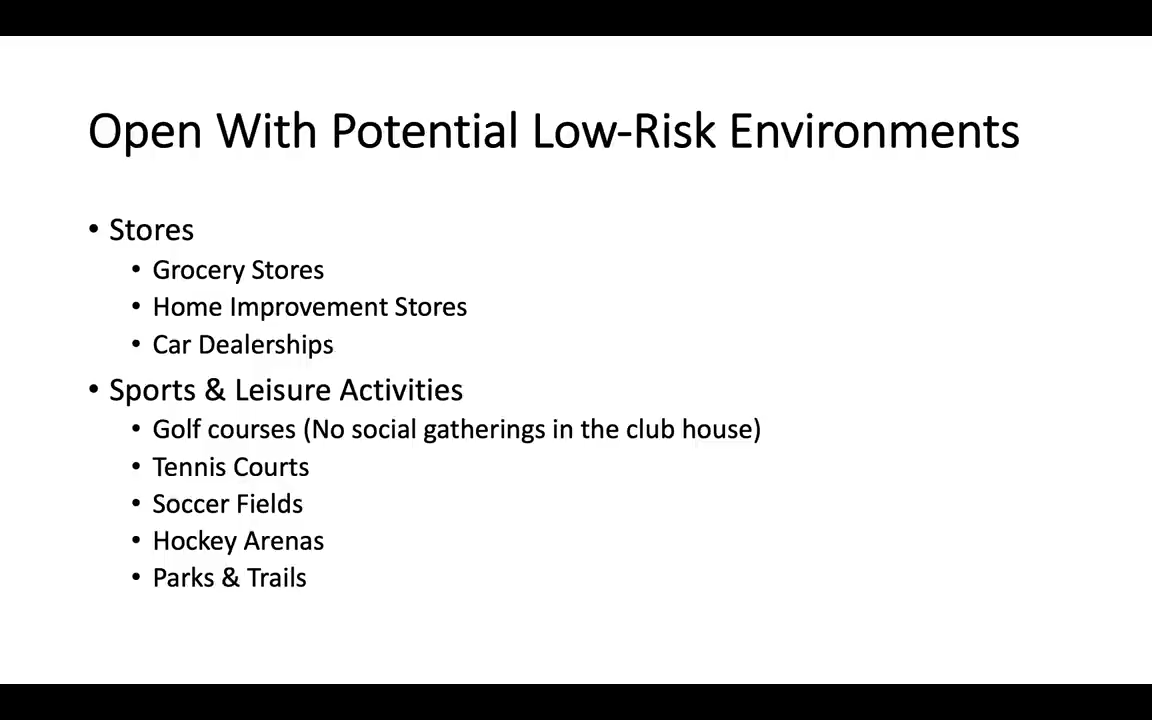 Open With Potential Low-Risk Environments
• Stores
• Grocery Stores
• Home Improvement Stores
• Car Dealerships
• Sports & Leisure Activities
• Golf courses (No social gatherings in the club house)
• Tennis Courts
• Soccer Fields
• Hockey Arenas
• Parks & Trails